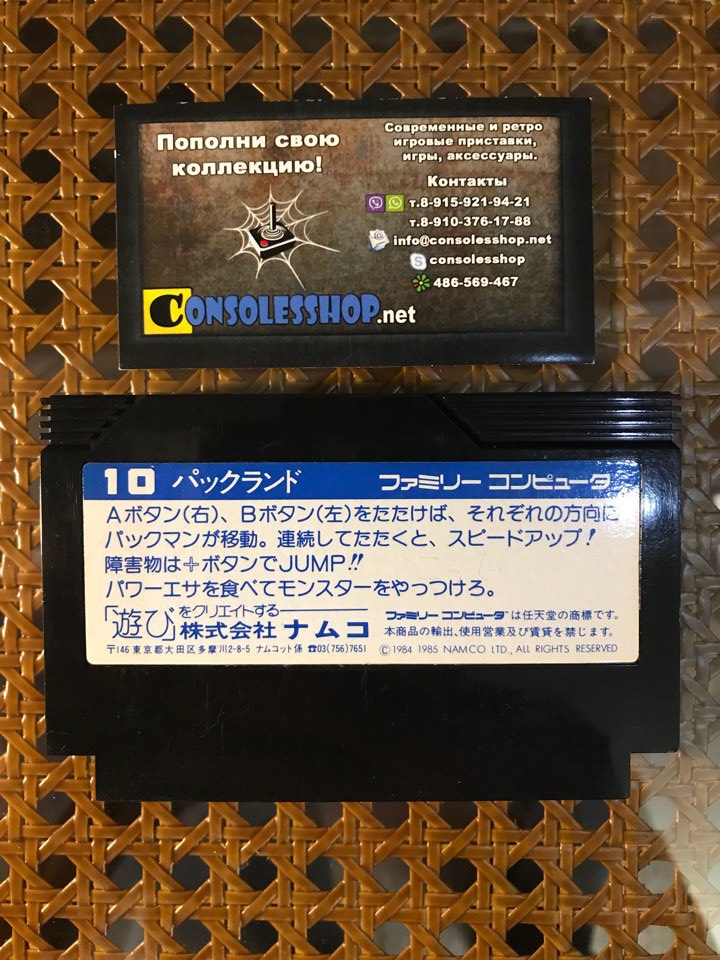 Пополни свою
коллекцию!
Современные и ретро
игровые приставки,
игры, аксессуары.
Контакты
т.8-915-921-94-21
т.8-910-376-17-88
info@consolesshop.net
consolesshop
486-569-467
CONSOLESSHOP.net
10 パックランド ファミリー コンピュータ
Aボタン(右)、Bボタン(左)をたたけば、それぞれの方向に
パックマンが移動。連続してたたくと、スピードアップ!
障害物は+ボタンでJUMP!!
パワーエサを食べてモンスターをやっつけろ。
「遊び」をクリエイトする
株式会社 ナムコ
〒146 東京都大田区多摩川2-8-5 ナムコット係 ☎03(756)7651
ファミリー コンピュータ™は任天堂の商標です。
本商品の輸出、使用営業及び賃貸を禁じます。
©1984 1985 NAMCO LTD., ALL RIGHTS RESERVED